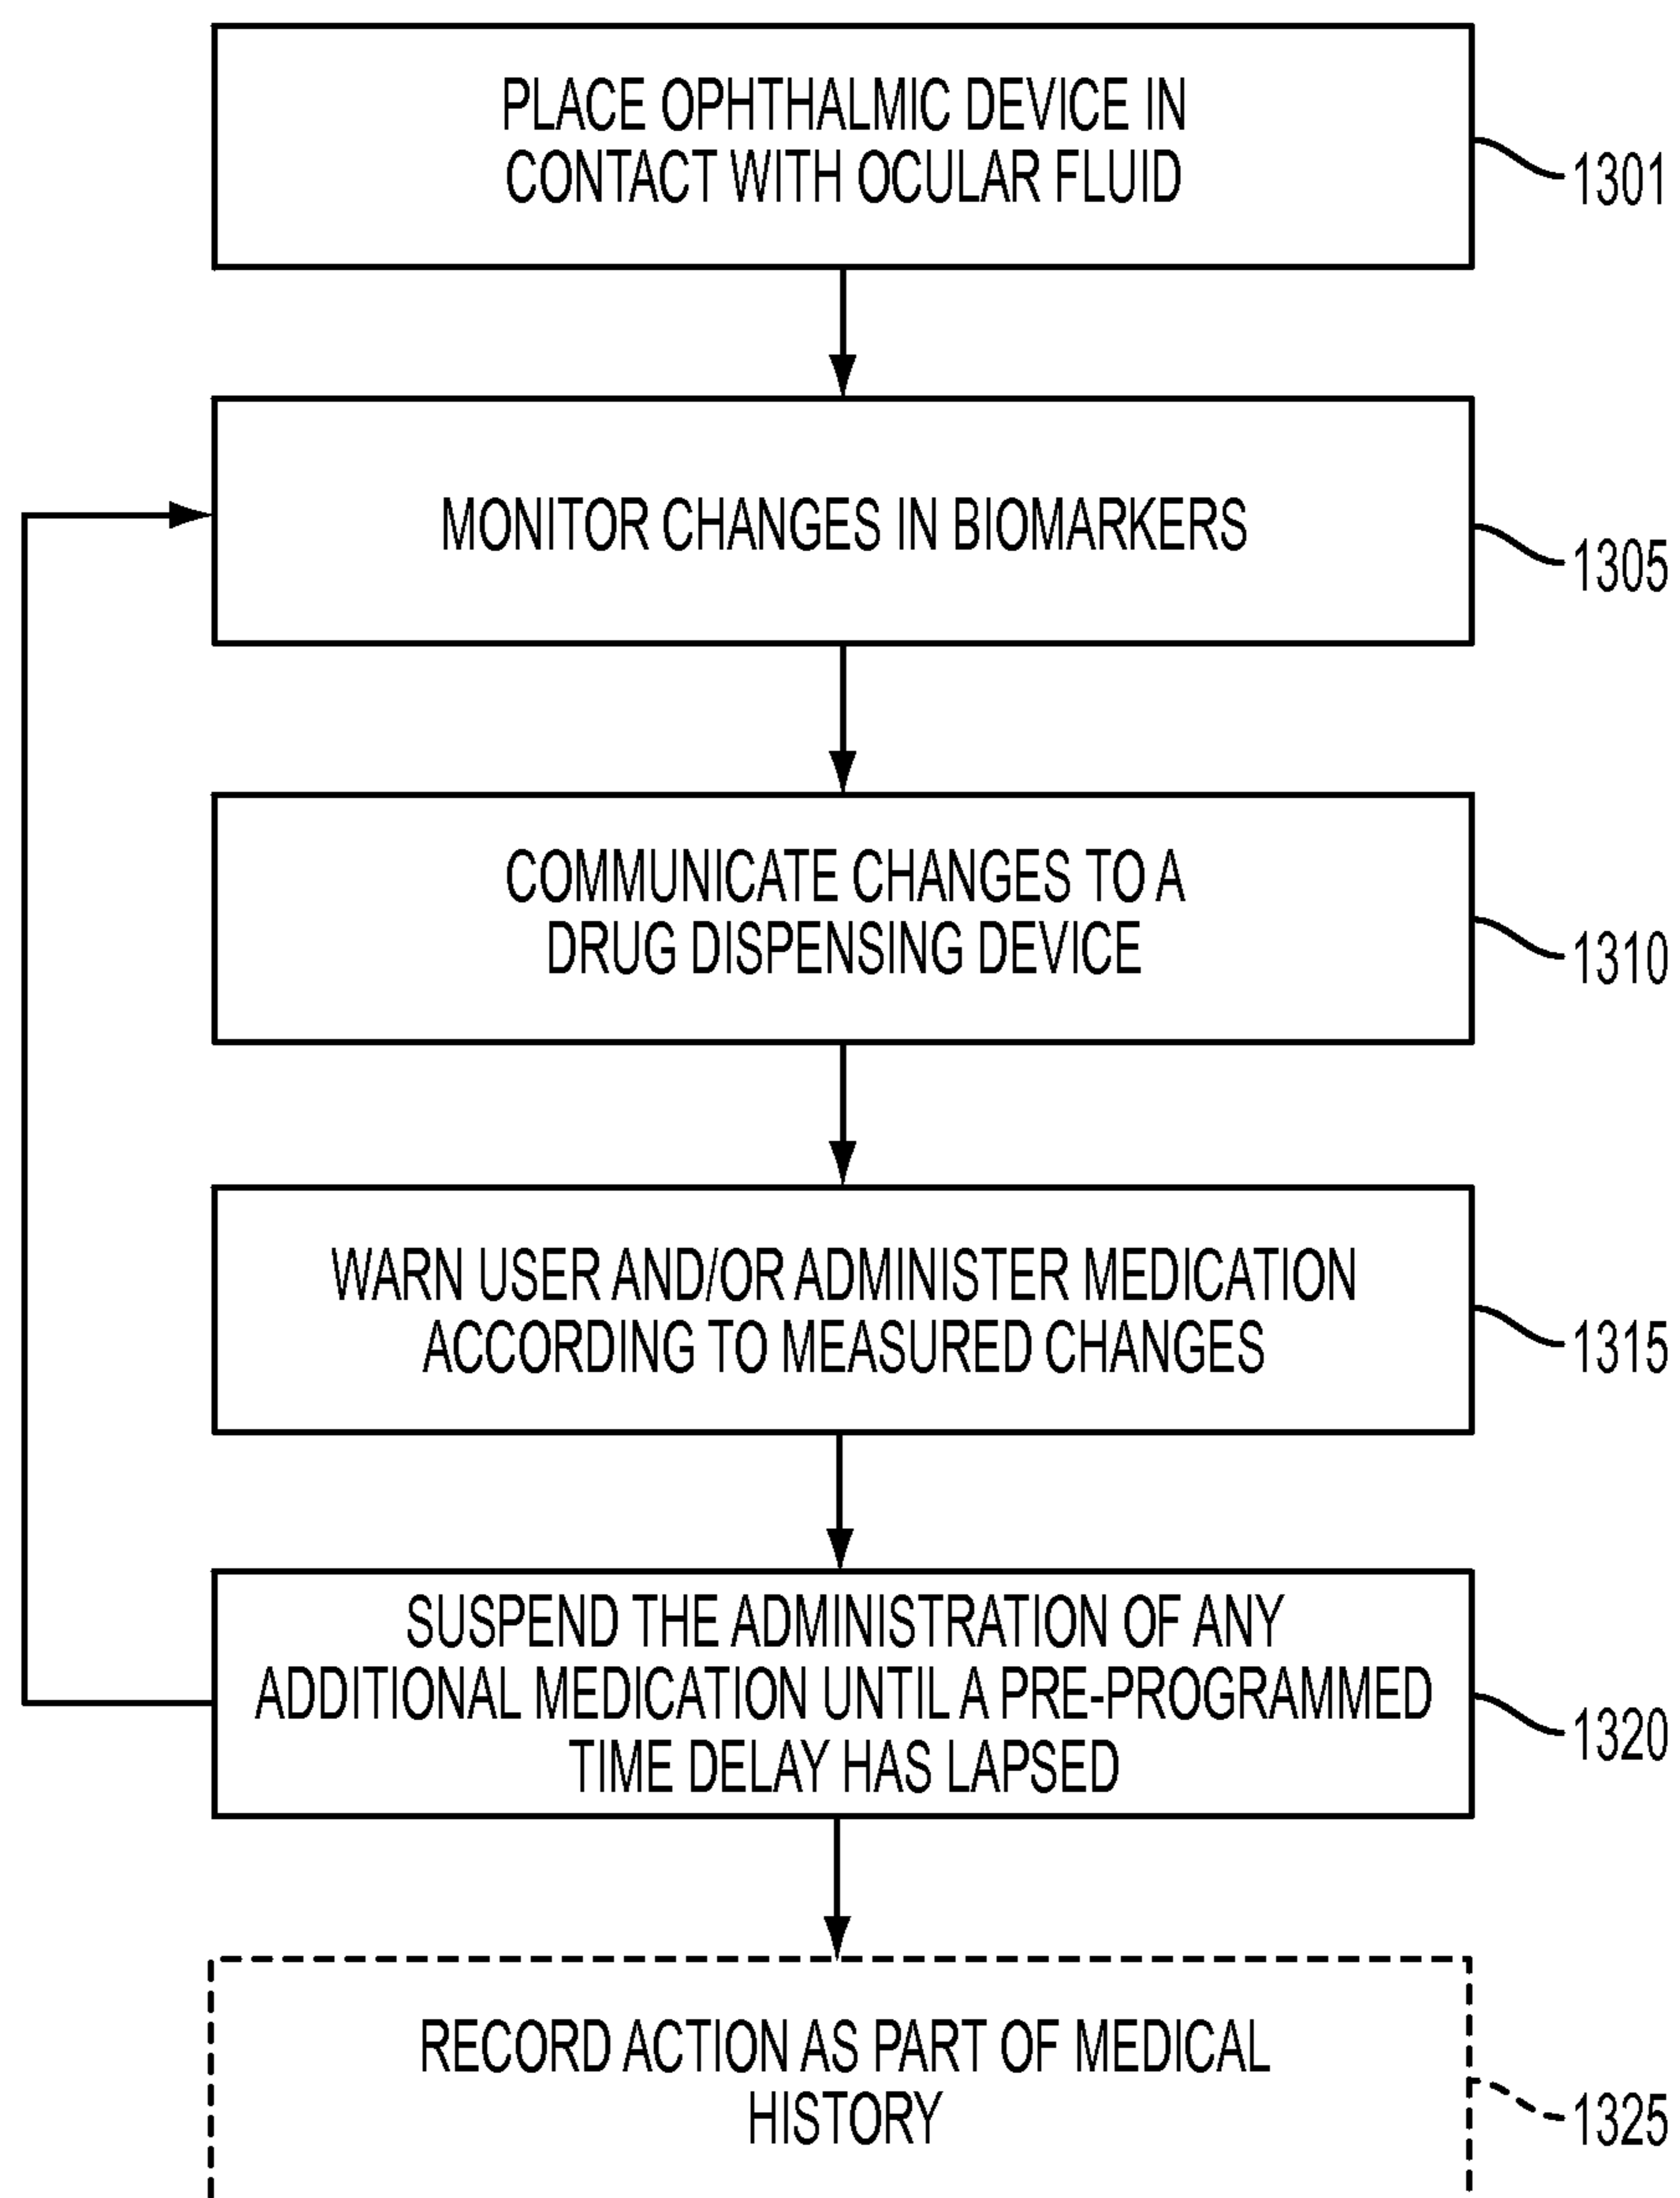 PLACE OPHTHALMIC DEVICE IN
CONTACT WITH OCULAR FLUID
1301
MONITOR CHANGES IN BIOMARKERS
1305
COMMUNICATE CHANGES TO A
DRUG DISPENSING DEVICE
1310
WARN USER AND/OR ADMINISTER MEDICATION
ACCORDING TO MEASURED CHANGES
1315
SUSPEND THE ADMINISTRATION OF ANY
ADDITIONAL MEDICATION UNTIL A PRE-PROGRAMMED
TIME DELAY HAS LAPSED
1320
RECORD ACTION AS PART OF MEDICAL
HISTORY
1325